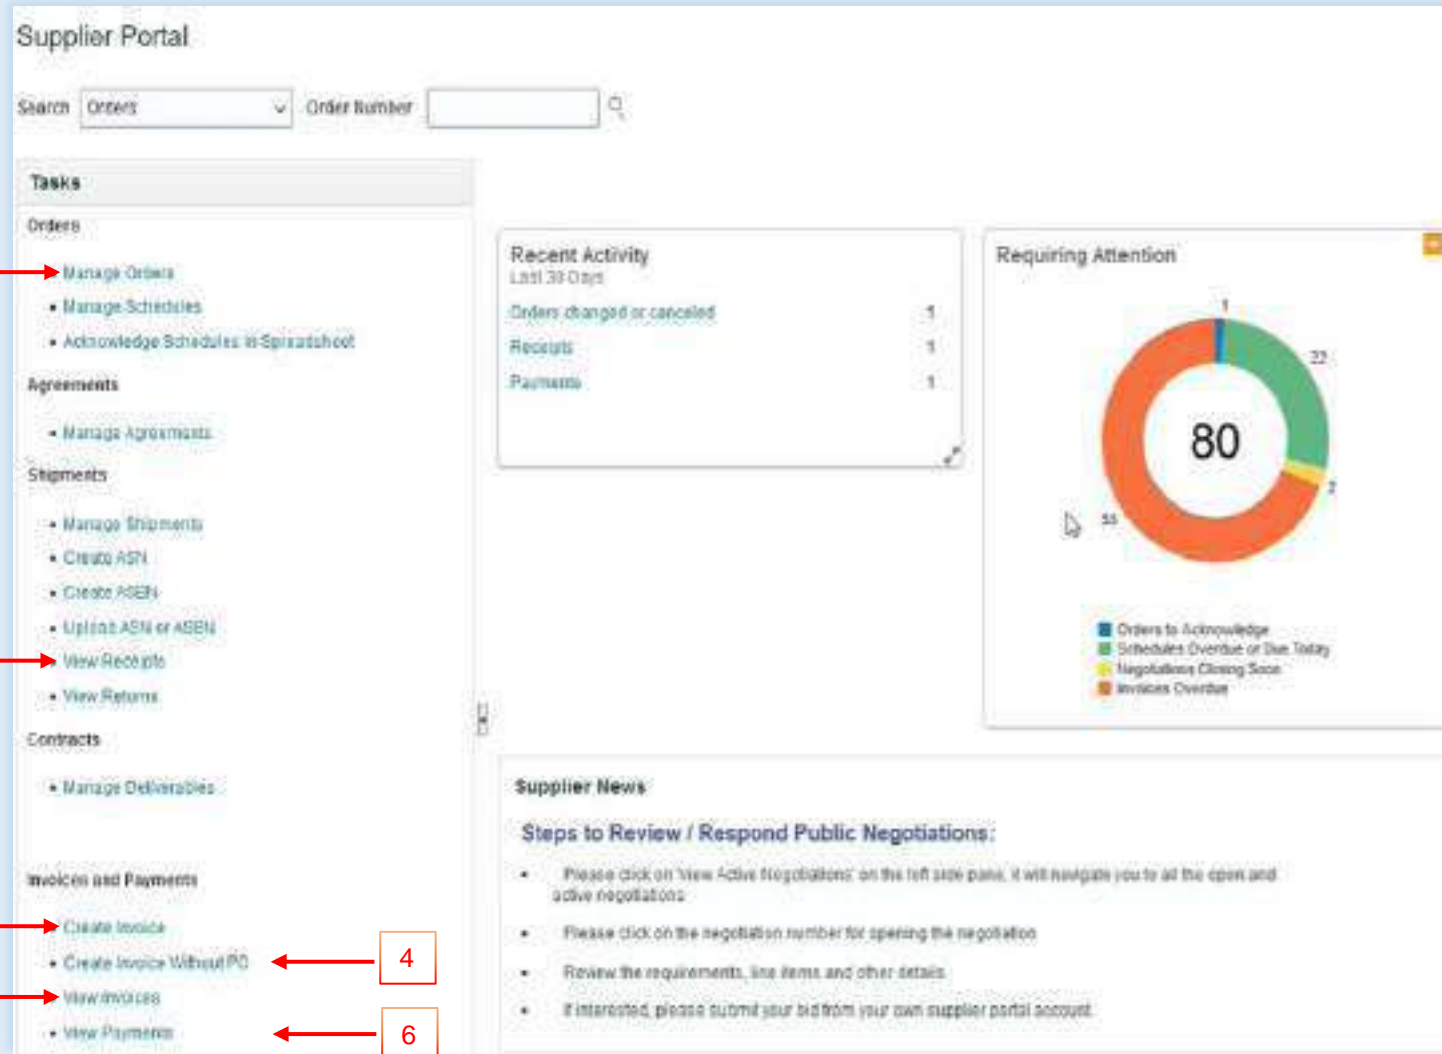 Supplier Portal
Search Orders Order Number
Tasks
Orders
Manage Orders
Manage Schedules
Acknowledge Schedules in Spreadsheet
Agreements
Manage Agreements
Shipments
Manage Shipments
Create ASN
Create ASBN
Upload ASN or ASBN
View Receipts
View Returns
Contracts
Manage Deliverables
Invoices and Payments
Create Invoice
Create Invoice Without PO
4
View Invoices
View Payments
6
Recent Activity
Last 30 Days
Orders changed or canceled 1
Receipts 1
Payments 1
Requiring Attention
1
22
80
2
55
Orders to Acknowledge
Schedules Overdue or Due Today
Negotiations Closing Soon
Invoices Overdue
Supplier News
Steps to Review / Respond Public Negotiations:
Please click on 'View Active Negotiations' on the left side pane, it will navigate you to all the open and
active negotiations
Please click on the negotiation number for opening the negotiation
Review the requirements, line items and other details
If interested, please submit your bid from your own supplier portal account.